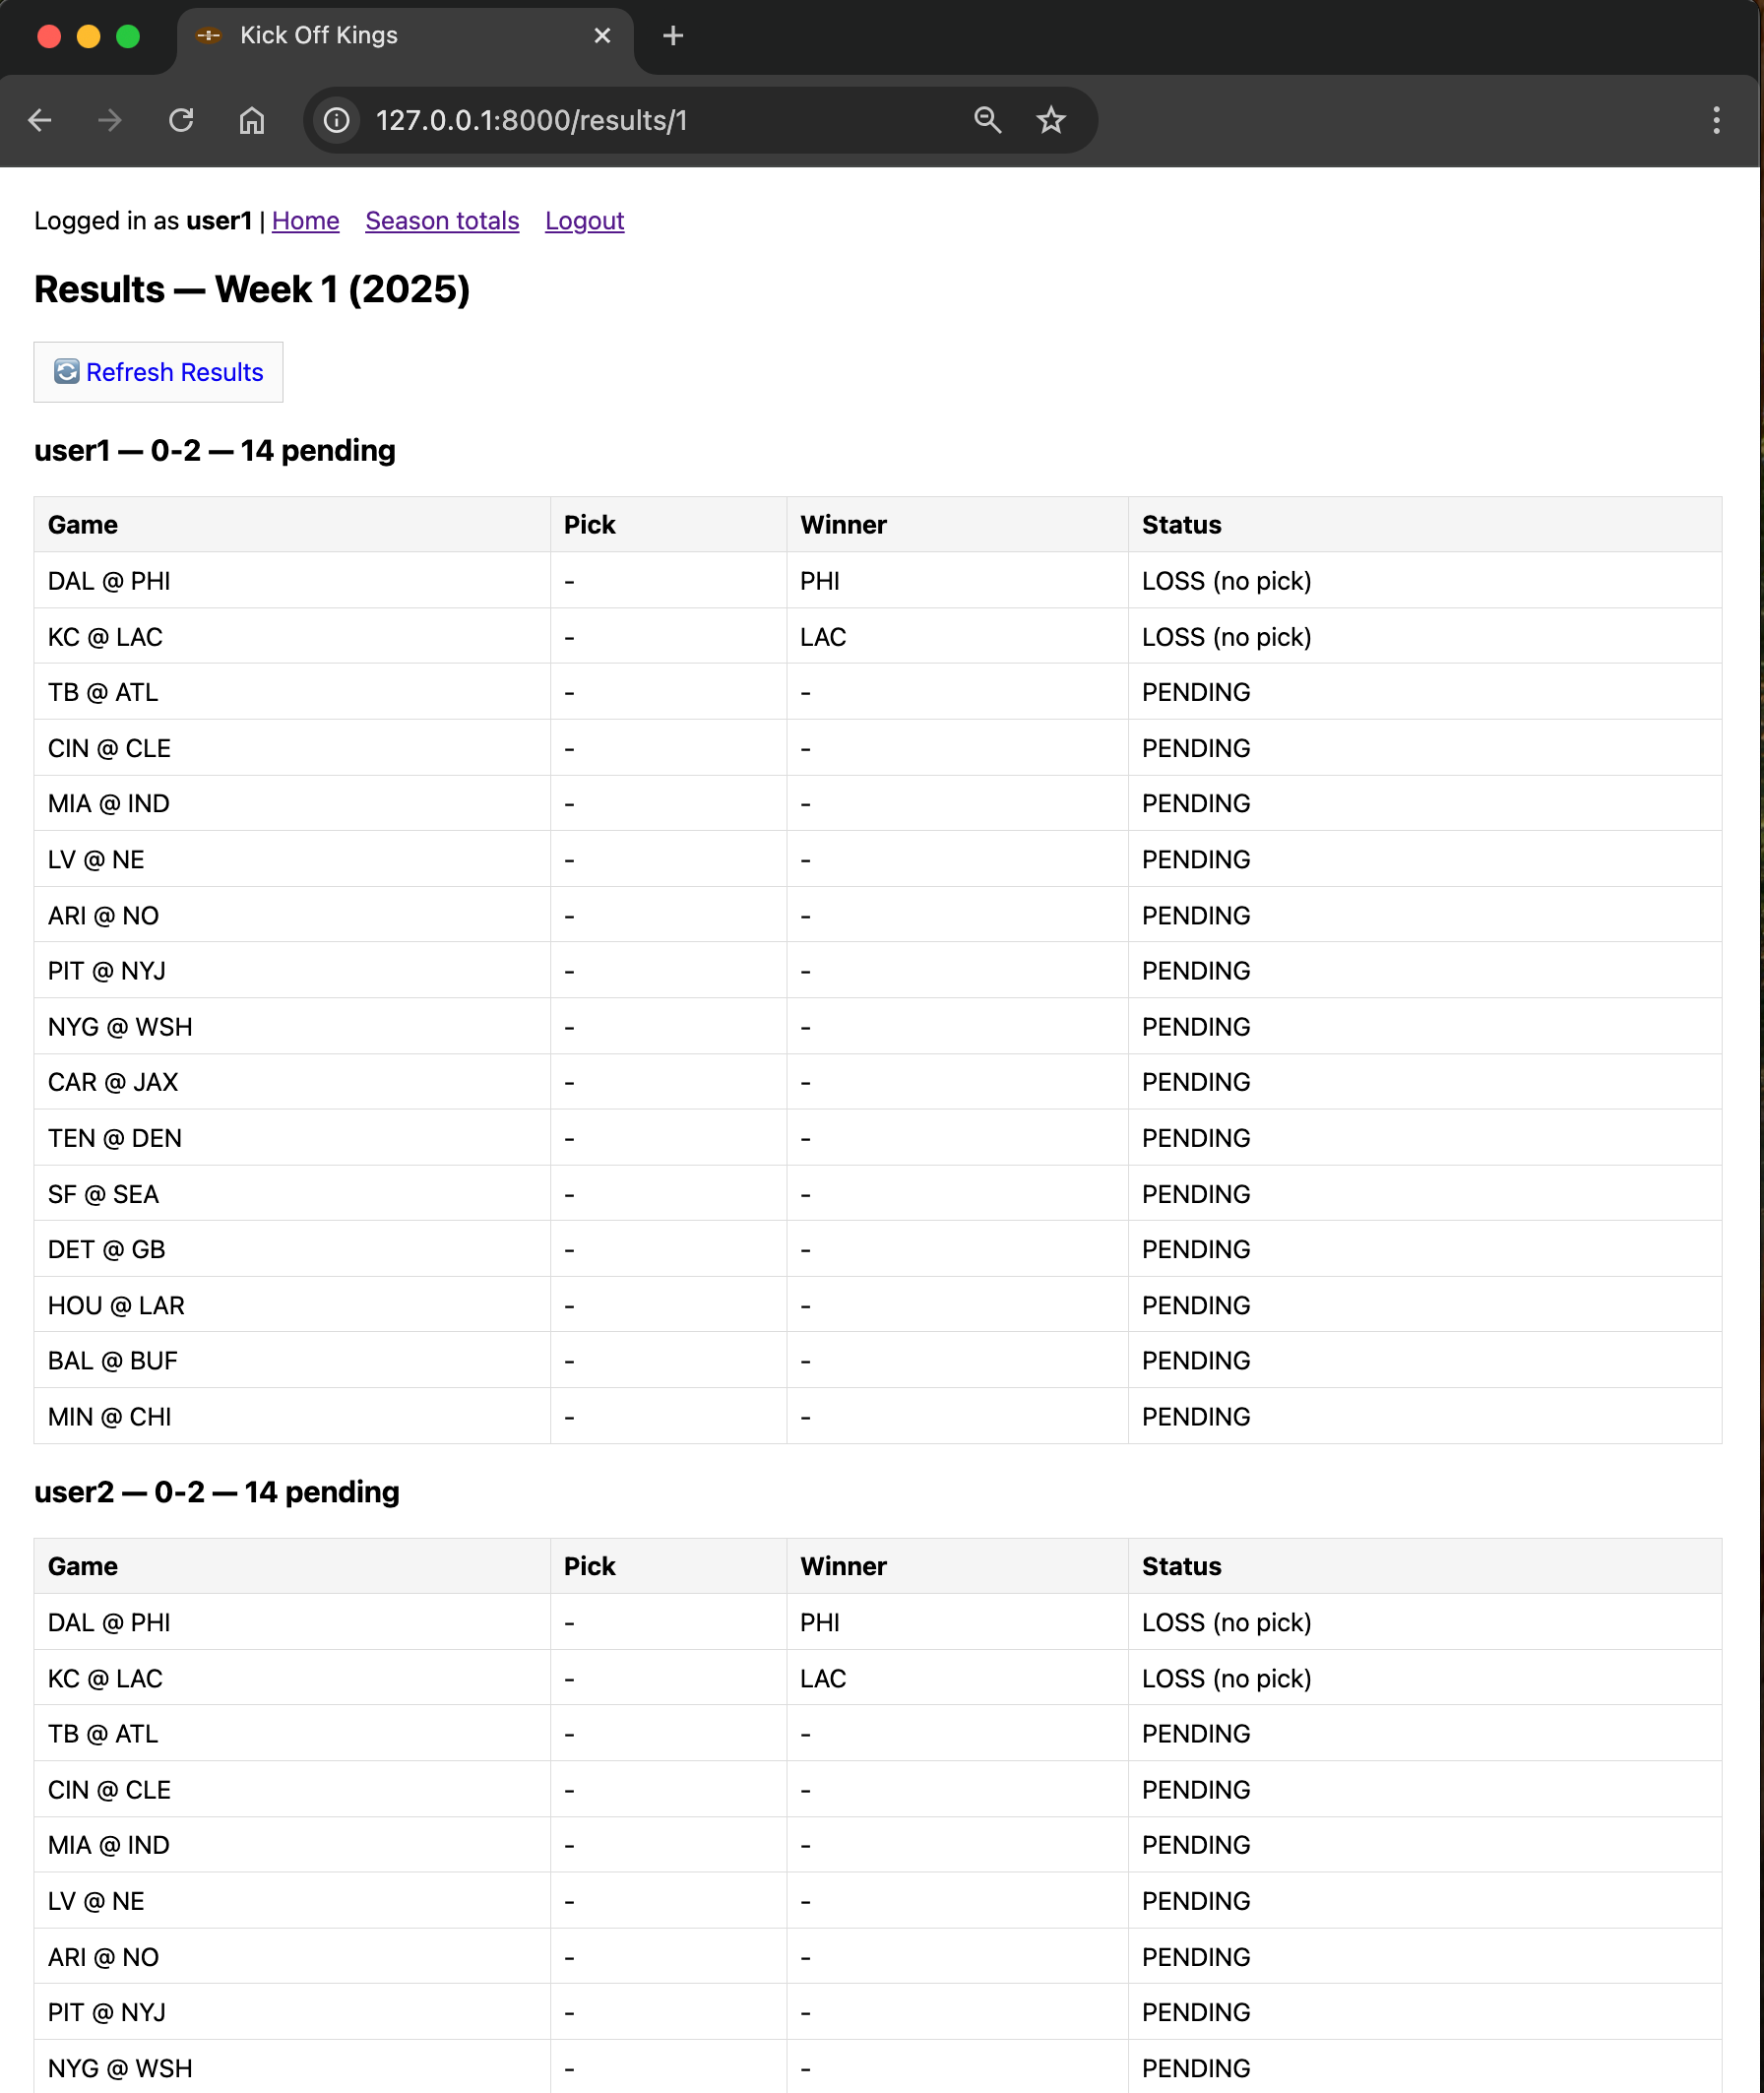 Kick Off Kings
127.0.0.1:8000/results/1
Logged in as user1 | Home Season totals Logout
Results — Week 1 (2025)
Refresh Results
user1 — 0-2 — 14 pending
Game Pick Winner Status
DAL @ PHI - PHI LOSS (no pick)
KC @ LAC - LAC LOSS (no pick)
TB @ ATL - - PENDING
CIN @ CLE - - PENDING
MIA @ IND - - PENDING
LV @ NE - - PENDING
ARI @ NO - - PENDING
PIT @ NYJ - - PENDING
NYG @ WSH - - PENDING
CAR @ JAX - - PENDING
TEN @ DEN - - PENDING
SF @ SEA - - PENDING
DET @ GB - - PENDING
HOU @ LAR - - PENDING
BAL @ BUF - - PENDING
MIN @ CHI - - PENDING
user2 — 0-2 — 14 pending
Game Pick Winner Status
DAL @ PHI - PHI LOSS (no pick)
KC @ LAC - LAC LOSS (no pick)
TB @ ATL - - PENDING
CIN @ CLE - - PENDING
MIA @ IND - - PENDING
LV @ NE - - PENDING
ARI @ NO - - PENDING
PIT @ NYJ - - PENDING
NYG @ WSH - - PENDING